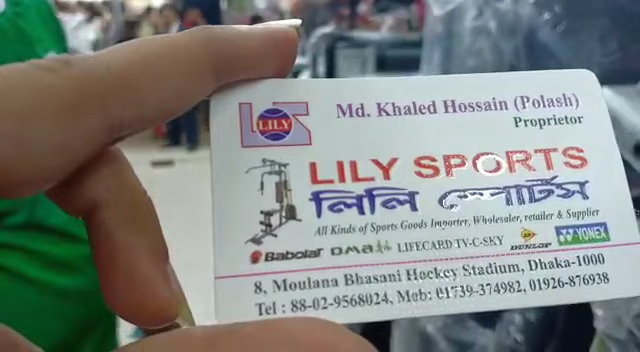 LILY
Md. Khaled Hossain (Polash)
Proprietor
LILY SPORTS
লিলি স্পোর্টস
All Kinds of Sports Goods Importer, Wholesaler, retailer & Supplier
Babolat DMai LIFECARD TV-C-SKY DUNLOP YY YONEX
8, Moulana Bhasani Hockey Stadium, Dhaka-1000
Tel : 88-02-9568024, Mob: 01739-374982, 01926-876938